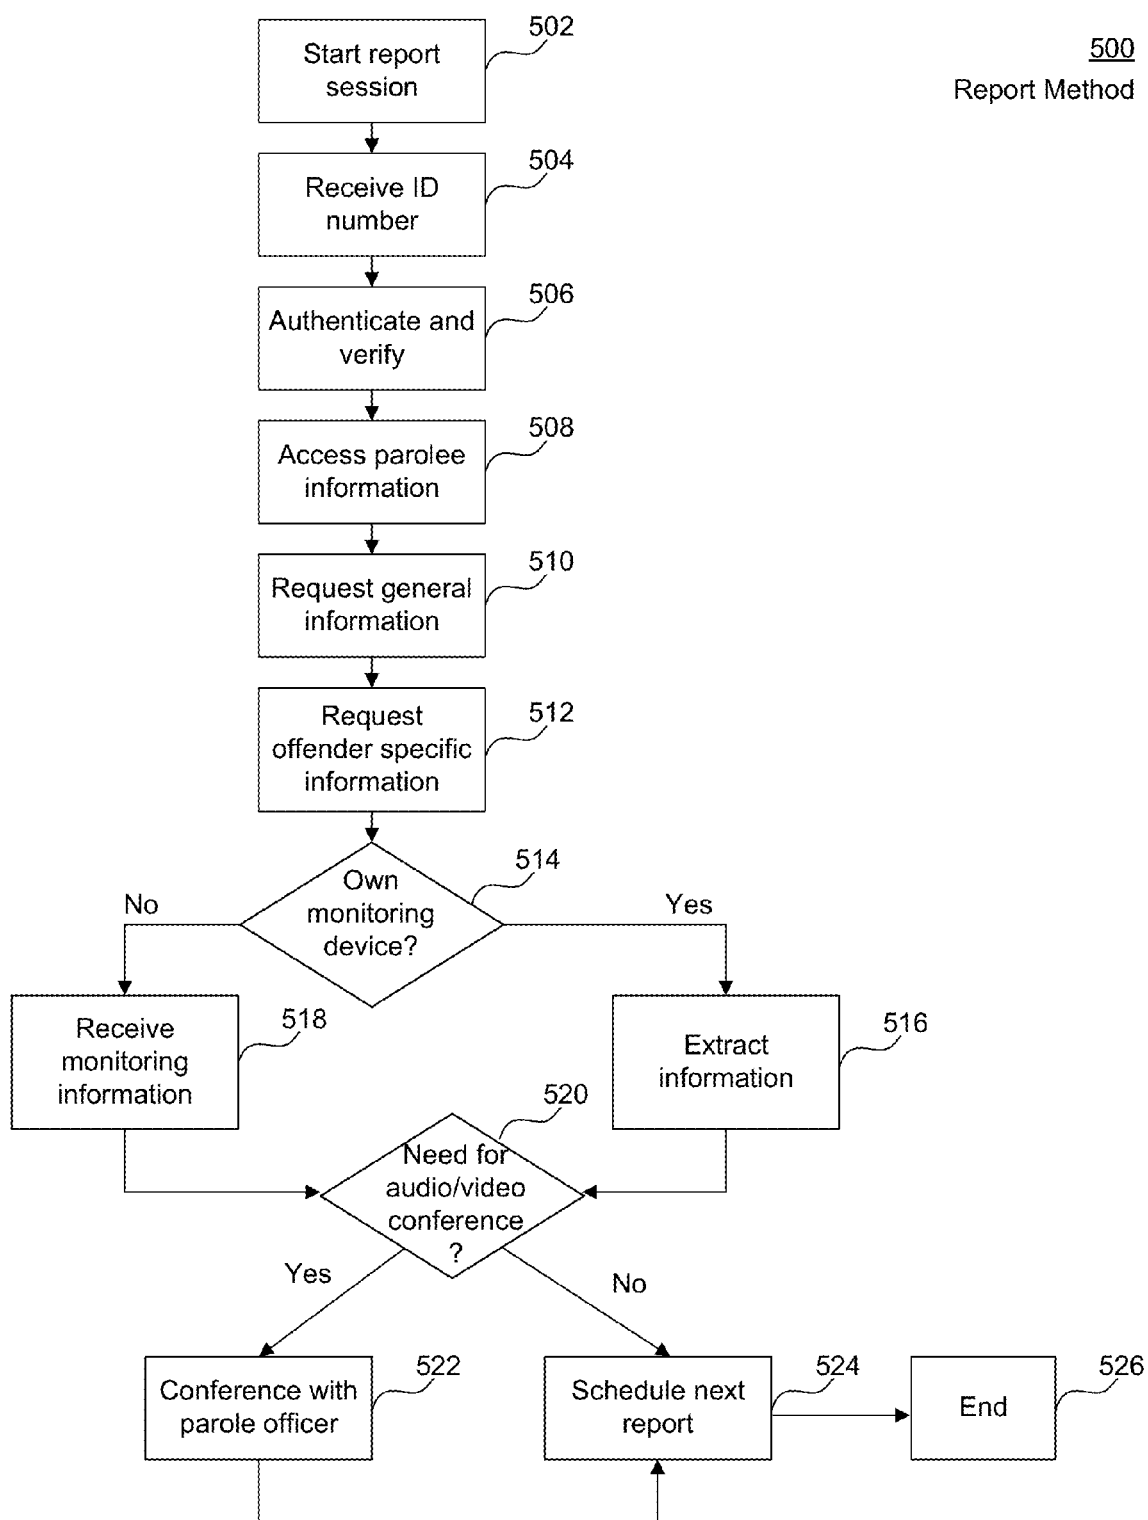 500
Report Method
502
Start report
session
504
Receive ID
number
506
Authenticate and
verify
508
Access parolee
information
510
Request general
information
512
Request
offender specific
information
514
Own
monitoring
device?
No
Yes
518
Receive
monitoring
information
516
Extract
information
520
Need for
audio/video
conference
?
Yes
No
522
Conference with
parole officer
524
Schedule next
report
526
End